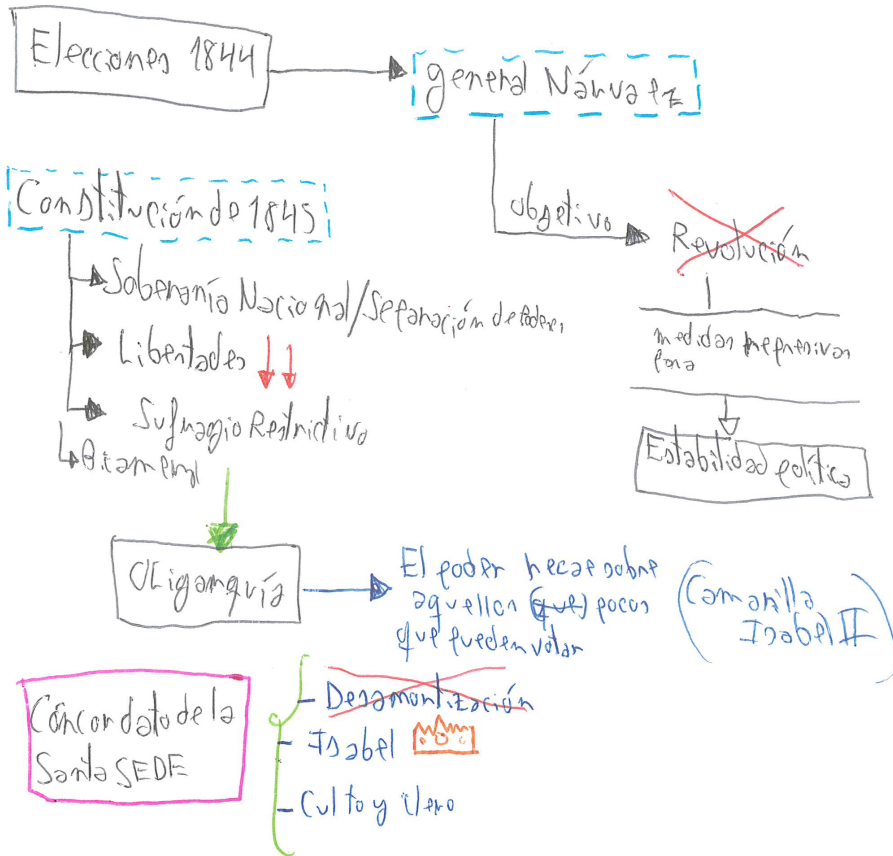 Elecciones 1844
general Nárvaez
Constitución de 1845
objetivo
Revolución
Soberanía Nacional/Separación de Poderes
Libertades
Sufragio Restrictivo
Bicameral
medidas represivas
para
Estabilidad política
Oligarquía
El poder recae sobre
aquellos (que) pocos
que pueden votar
(Camarilla
Isabel II)
Concordato de la
Santa SEDE
- Desamortización
- Isabel
- Culto y Clero